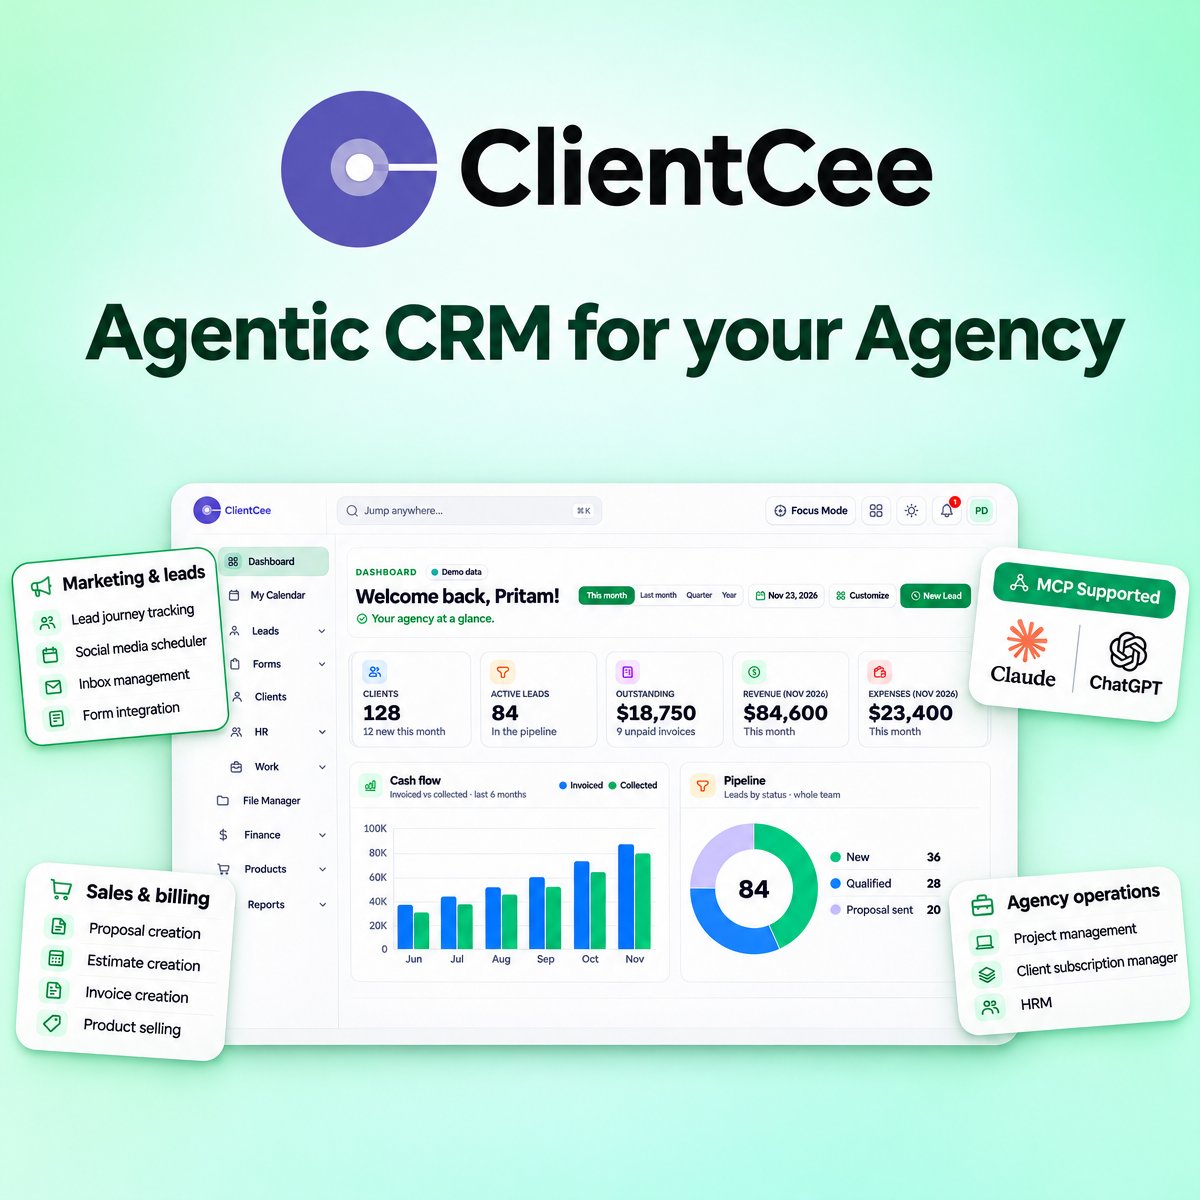 ClientCee
Agentic CRM for your Agency
ClientCee
Jump anywhere...
⌘K
Focus Mode
1
PD
Marketing & leads
Lead journey tracking
Social media scheduler
Inbox management
Form integration
Dashboard
My Calendar
Leads
Forms
Clients
HR
Work
File Manager
Finance
Products
Reports
DASHBOARD
Demo data
Welcome back, Pritam!
Your agency at a glance.
This month
Last month
Quarter
Year
Nov 23, 2026
Customize
New Lead
MCP Supported
Claude
ChatGPT
CLIENTS
128
12 new this month
ACTIVE LEADS
84
In the pipeline
OUTSTANDING
$18,750
9 unpaid invoices
REVENUE (NOV 2026)
$84,600
This month
EXPENSES (NOV 2026)
$23,400
This month
Cash flow
Invoiced vs collected · last 6 months
Invoiced
Collected
100K
80K
60K
40K
20K
0
Jun Jul Aug Sep Oct Nov
Pipeline
Leads by status · whole team
84
New 36
Qualified 28
Proposal sent 20
Sales & billing
Proposal creation
Estimate creation
Invoice creation
Product selling
Agency operations
Project management
Client subscription manager
HRM